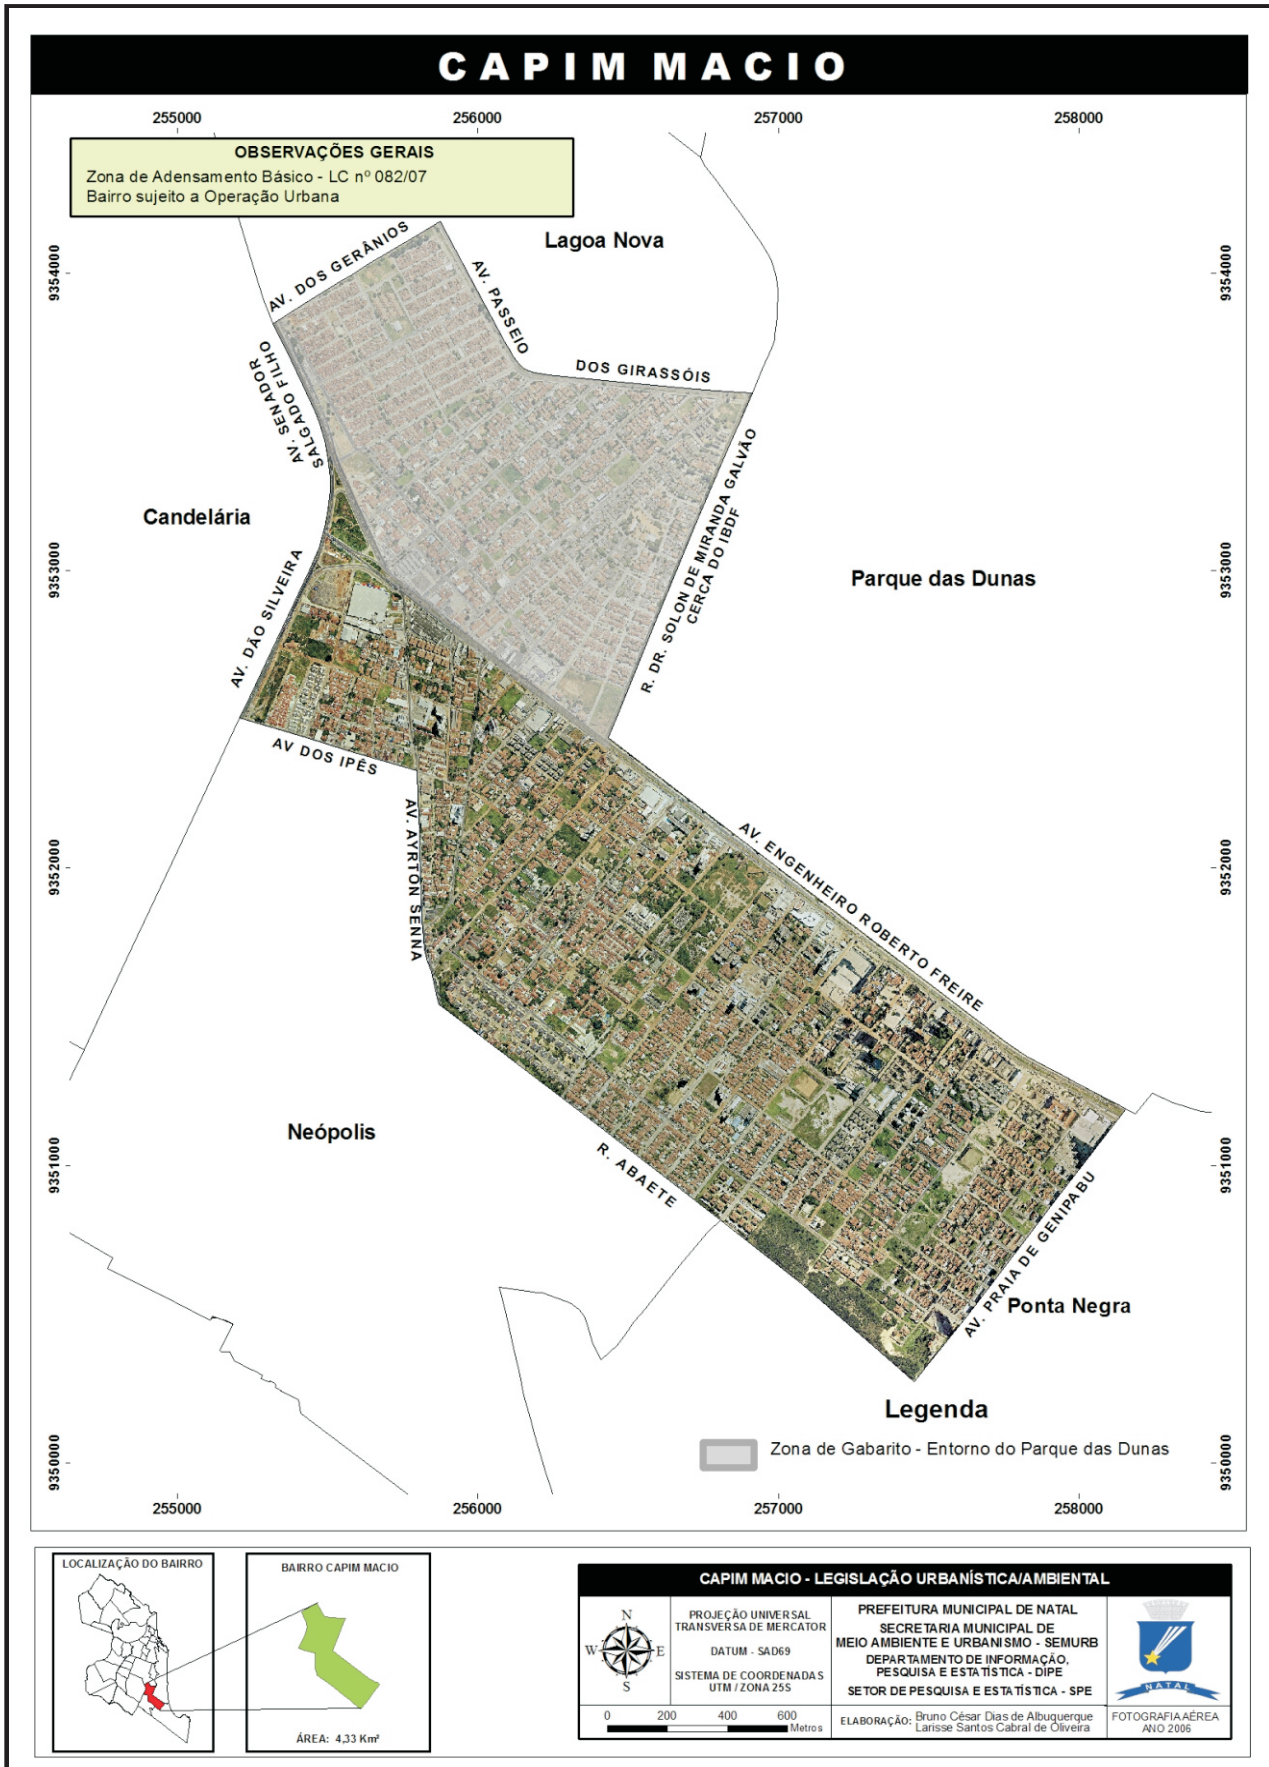 CAPIM MACIO
255000
256000
257000
258000
OBSERVAÇÕES GERAIS
Zona de Adensamento Básico - LC nº 082/07
Bairro sujeito a Operação Urbana
Lagoa Nova
9354000
9354000
AV. DOS GERÂNIOS
AV. PASSEIO
DOS GIRASSÓIS
AV. SENADOR
SALGADO FILHO
Candelária
R. DR. SOLON DE MIRANDA GALVÃO
CERCA DO IBDF
9353000
9353000
Parque das Dunas
AV. DÃO SILVEIRA
AV DOS IPÊS
AV. AYRTON SENNA
AV. ENGENHEIRO ROBERTO FREIRE
9352000
9352000
Neópolis
9351000
9351000
R. ABAETE
AV. PRAIA DE GENIPABU
Ponta Negra
Legenda
Zona de Gabarito - Entorno do Parque das Dunas
9350000
9350000
255000
256000
257000
258000
LOCALIZAÇÃO DO BAIRRO
BAIRRO CAPIM MACIO
ÁREA: 4,33 Km²
CAPIM MACIO - LEGISLAÇÃO URBANÍSTICA/AMBIENTAL
N
W
E
S
PROJEÇÃO UNIVERSAL
TRANSVERSA DE MERCATOR
DATUM - SAD69
SISTEMA DE COORDENADAS
UTM / ZONA 25S
0 200 400 600
Metros
PREFEITURA MUNICIPAL DE NATAL
SECRETARIA MUNICIPAL DE
MEIO AMBIENTE E URBANISMO - SEMURB
DEPARTAMENTO DE INFORMAÇÃO,
PESQUISA E ESTATÍSTICA - DIPE
SETOR DE PESQUISA E ESTATÍSTICA - SPE
ELABORAÇÃO: Bruno César Dias de Albuquerque
Larisse Santos Cabral de Oliveira
NATAL
FOTOGRAFIA AÉREA
ANO 2006